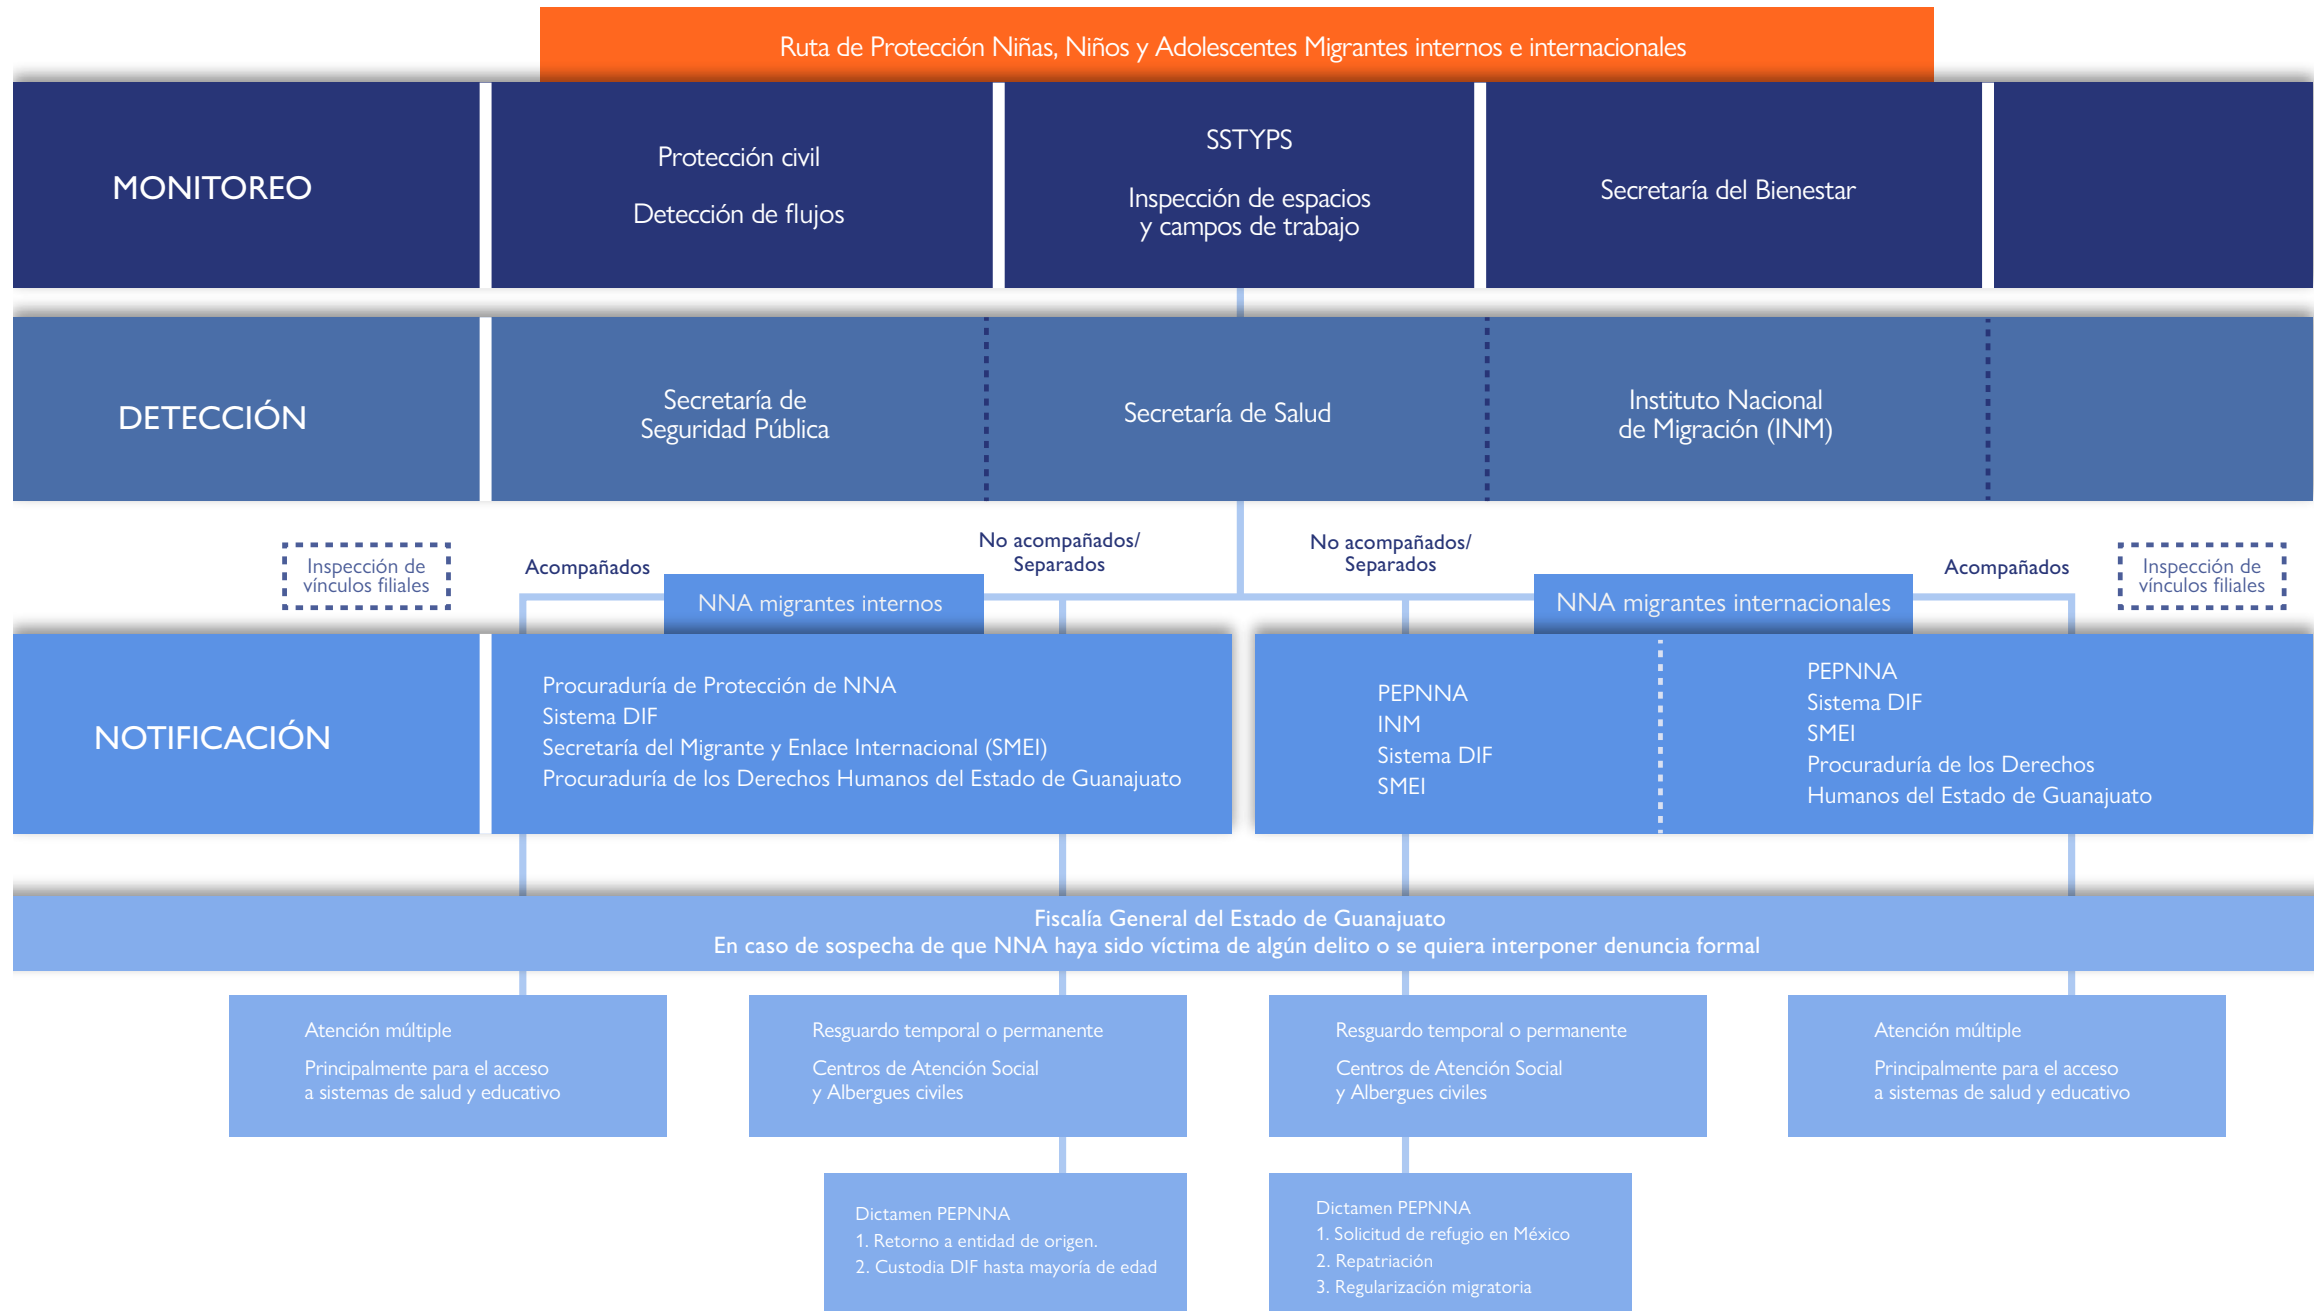 Ruta de Protección Niñas, Niños y Adolescentes Migrantes internos e internacionales
MONITOREO
Protección civil
Detección de flujos
SSTYPS
Inspección de espacios
y campos de trabajo
Secretaría del Bienestar
DETECCIÓN
Secretaría de
Seguridad Pública
Secretaría de Salud
Instituto Nacional
de Migración (INM)
Inspección de
vínculos filiales
Acompañados
NNA migrantes internos
No acompañados/
Separados
No acompañados/
Separados
NNA migrantes internacionales
Acompañados
Inspección de
vínculos filiales
NOTIFICACIÓN
Procuraduría de Protección de NNA
Sistema DIF
Secretaría del Migrante y Enlace Internacional (SMEI)
Procuraduría de los Derechos Humanos del Estado de Guanajuato
PEPNNA
INM
Sistema DIF
SMEI
PEPNNA
Sistema DIF
SMEI
Procuraduría de los Derechos
Humanos del Estado de Guanajuato
Fiscalía General del Estado de Guanajuato
En caso de sospecha de que NNA haya sido víctima de algún delito o se quiera interponer denuncia formal
Atención múltiple
Principalmente para el acceso
a sistemas de salud y educativo
Resguardo temporal o permanente
Centros de Atención Social
y Albergues civiles
Resguardo temporal o permanente
Centros de Atención Social
y Albergues civiles
Atención múltiple
Principalmente para el acceso
a sistemas de salud y educativo
Dictamen PEPNNA
1. Retorno a entidad de origen.
2. Custodia DIF hasta mayoría de edad
Dictamen PEPNNA
1. Solicitud de refugio en México
2. Repatriación
3. Regularización migratoria